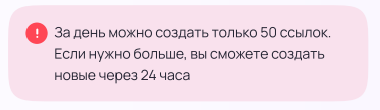 За день можно создать только 50 ссылок.
Если нужно больше, вы сможете создать
новые через 24 часа